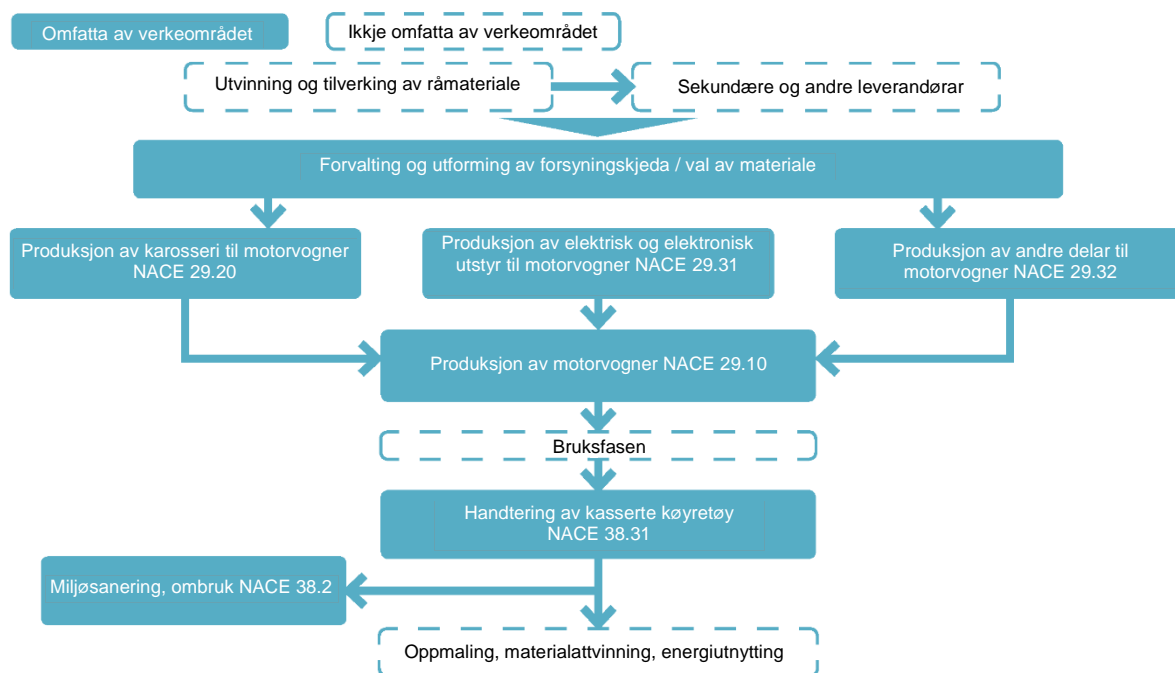 Omfatta av verkeområdet
Ikkje omfatta av verkeområdet
Utvinning og tilverking av råmateriale
Sekundære og andre leverandørar
Forvalting og utforming av forsyningskjeda / val av materiale
Produksjon av karosseri til motorvogner
NACE 29.20
Produksjon av elektrisk og elektronisk
utstyr til motorvogner NACE 29.31
Produksjon av andre delar til
motorvogner NACE 29.32
Produksjon av motorvogner NACE 29.10
Bruksfasen
Handtering av kasserte køyretøy
NACE 38.31
Miljøsanering, ombruk NACE 38.2
Oppmaling, materialattvinning, energiutnytting